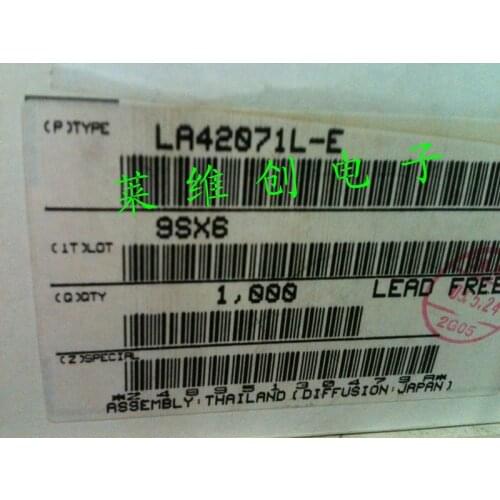 (P)TYPE LA42071L-E
莱维创电子
(1T)LOT 9SX6
(Q)QTY 1,000 LEAD FREE
2G05
(Z)SPECIAL
ASSEMBLY:THAILAND(DIFFUSION:JAPAN)